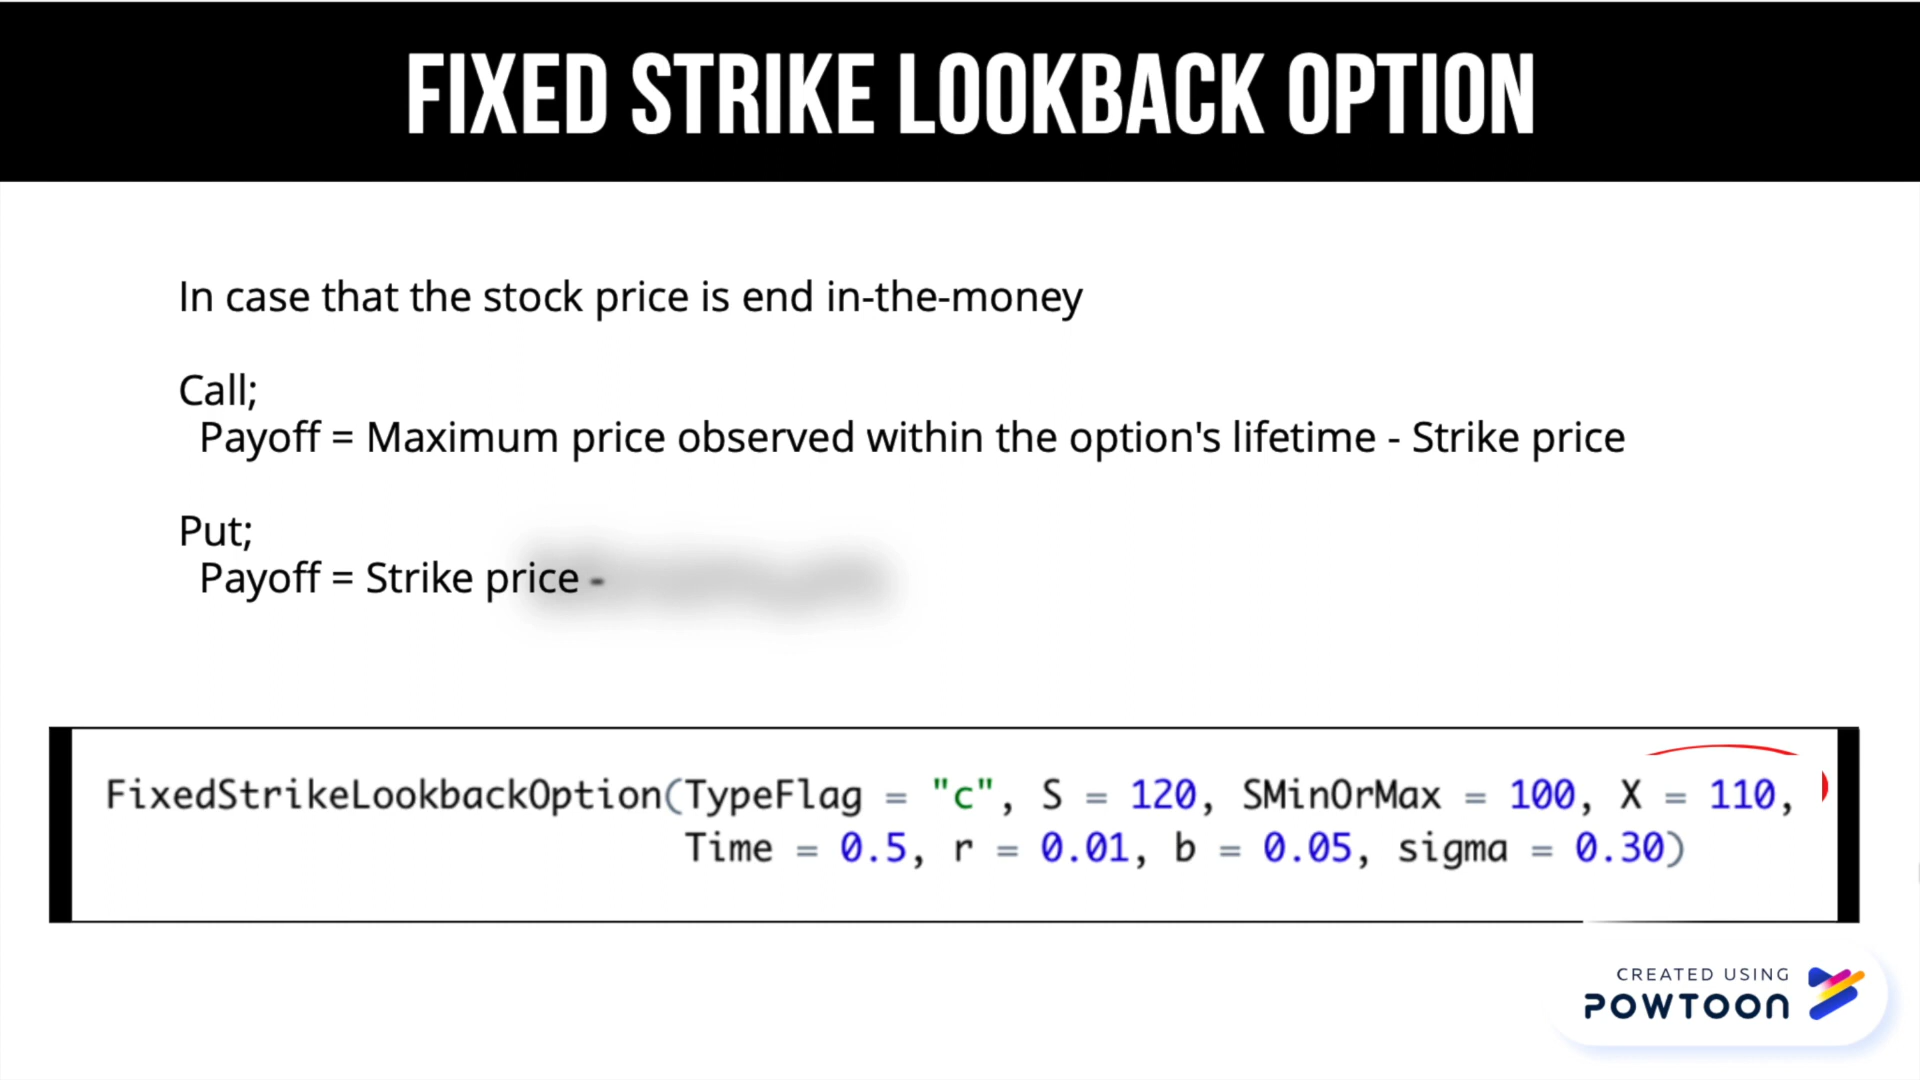 FIXED STRIKE LOOKBACK OPTION
In case that the stock price is end in-the-money
Call;
Payoff = Maximum price observed within the option's lifetime - Strike price
Put;
Payoff = Strike price -
FixedStrikeLookbackOption(TypeFlag = "c", S = 120, SMinOrMax = 100, X = 110,
Time = 0.5, r = 0.01, b = 0.05, sigma = 0.30)
CREATED USING
POWTOON